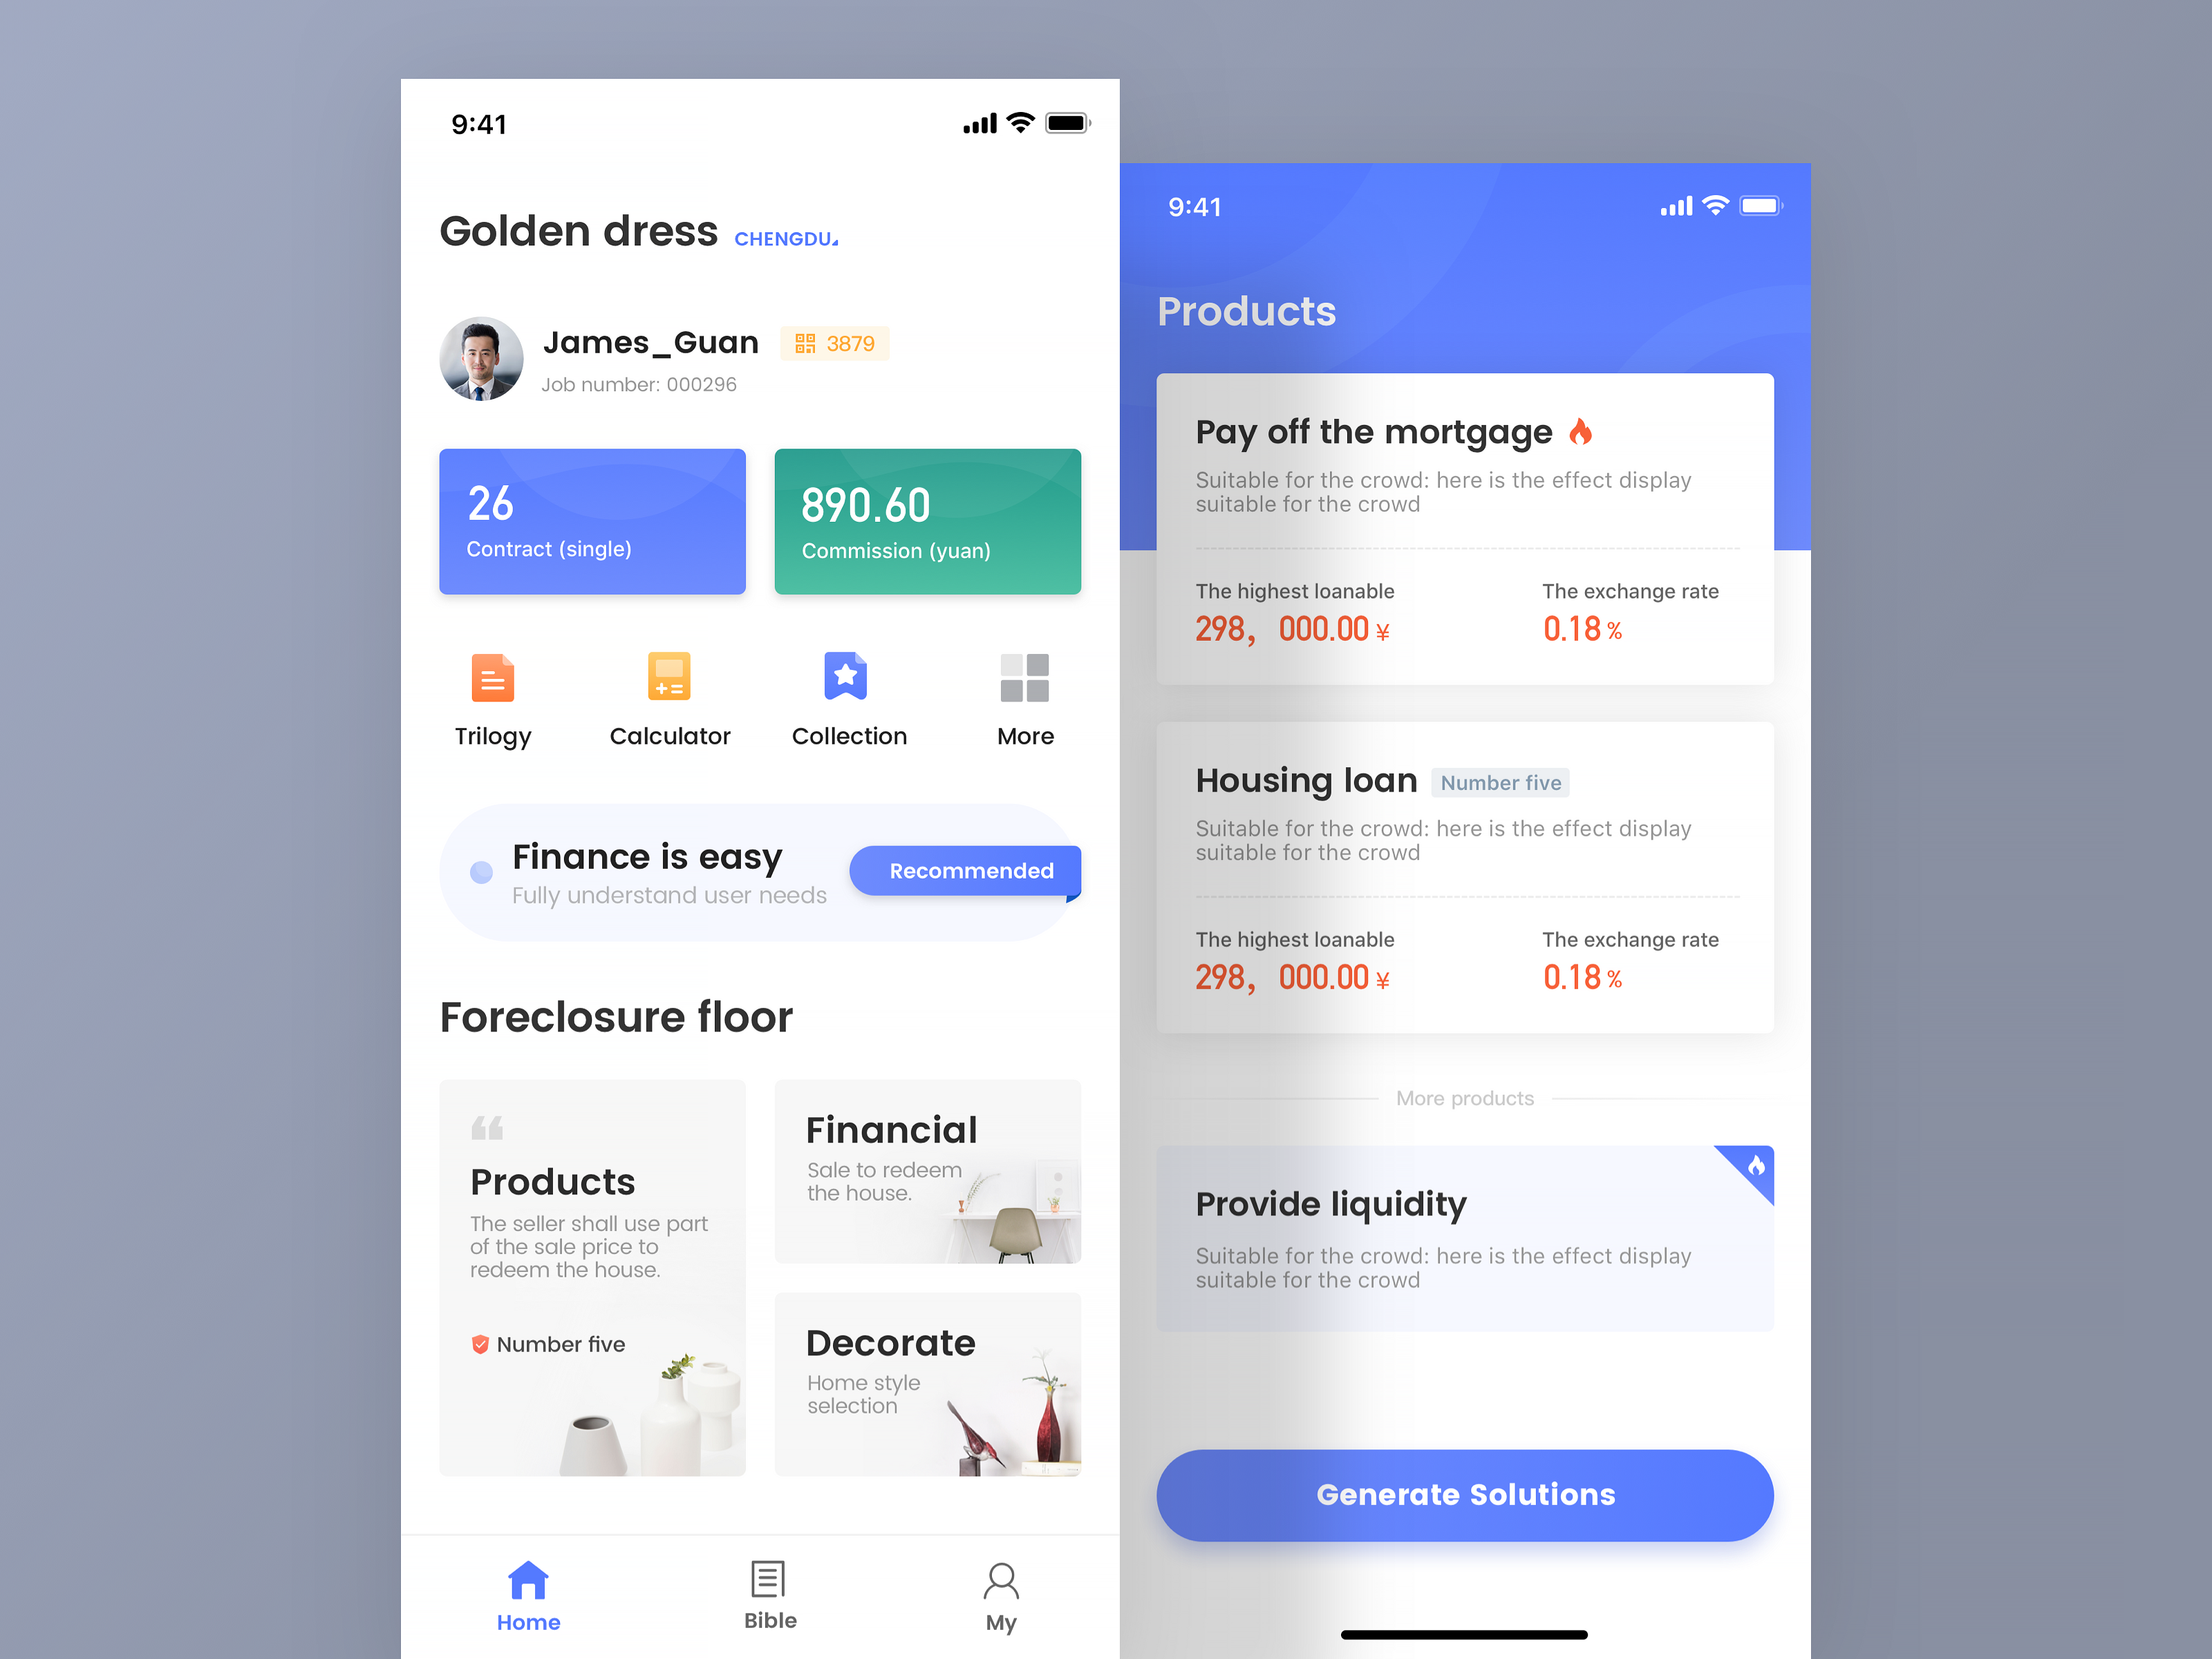 9:41
Golden dress CHENGDU
James_Guan 3879
Job number: 000296
26
Contract (single)
890.60
Commission (yuan)
Trilogy
Calculator
Collection
More
Finance is easy
Fully understand user needs
Recommended
Foreclosure floor
Products
The seller shall use part
of the sale price to
redeem the house.
Number five
Financial
Sale to redeem
the house.
Decorate
Home style
selection
Home
Bible
My
9:41
Products
Pay off the mortgage
Suitable for the crowd: here is the effect display
suitable for the crowd
The highest loanable
298, 000.00 ¥
The exchange rate
0.18 %
Housing loan Number five
Suitable for the crowd: here is the effect display
suitable for the crowd
The highest loanable
298, 000.00 ¥
The exchange rate
0.18 %
More products
Provide liquidity
Suitable for the crowd: here is the effect display
suitable for the crowd
Generate Solutions